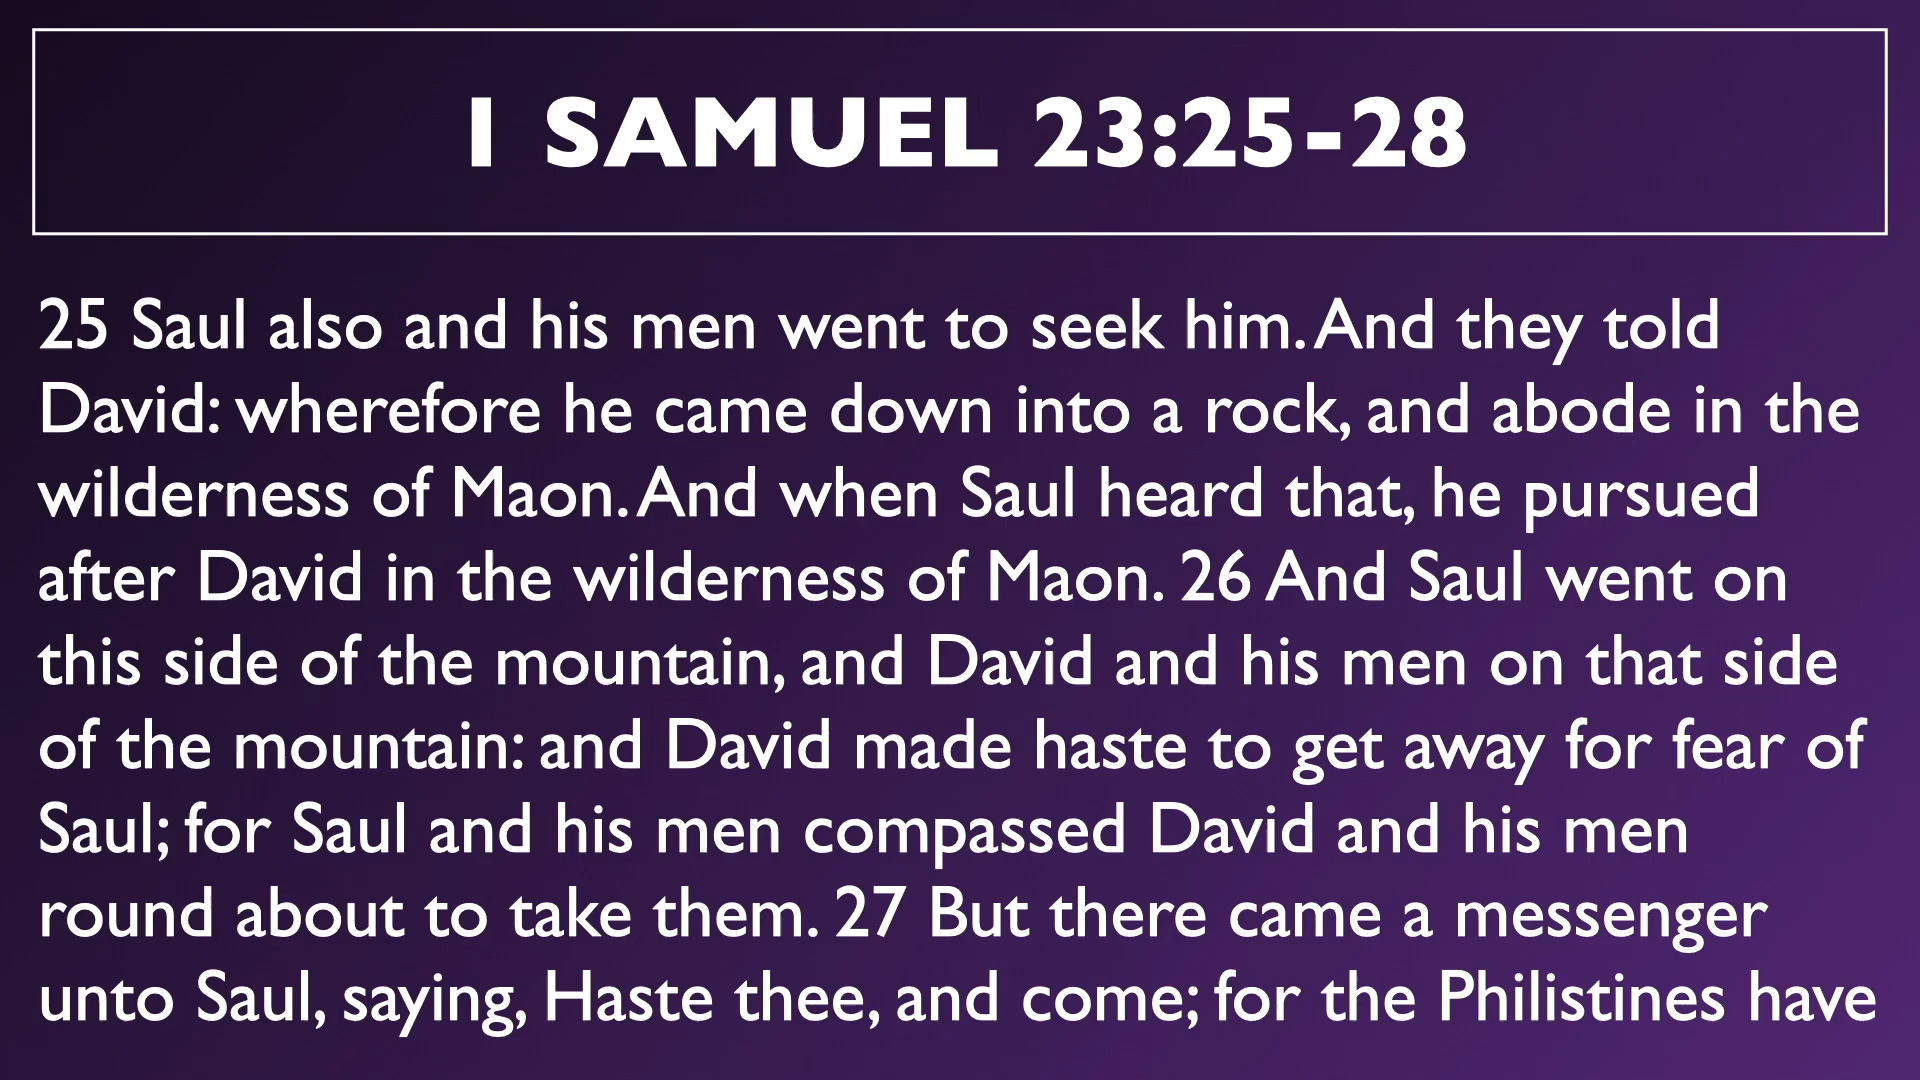 1 SAMUEL 23:25-28
25 Saul also and his men went to seek him. And they told
David: wherefore he came down into a rock, and abode in the
wilderness of Maon. And when Saul heard that, he pursued
after David in the wilderness of Maon. 26 And Saul went on
this side of the mountain, and David and his men on that side
of the mountain: and David made haste to get away for fear of
Saul; for Saul and his men compassed David and his men
round about to take them. 27 But there came a messenger
unto Saul, saying, Haste thee, and come; for the Philistines have